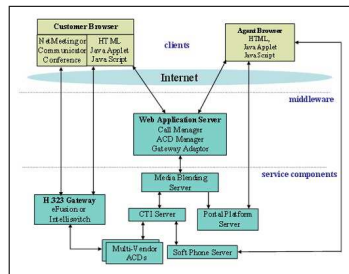 Customer Browser
NetMeeting or
Communicator
Conference
HTML
Java Applet
Java Script
clients
Agent Browser
HTML,
Java Applet
JavaScript
Internet
middleware
Web Application Server
Call Manager
ACD Manager
Gateway Adaptor
service components
Media Blending
Server
H.323 Gateway
eFusion or
Intelliswitch
CTI Server
Portal Platform
Server
Multi-Vendor
ACDs
Soft Phone Server